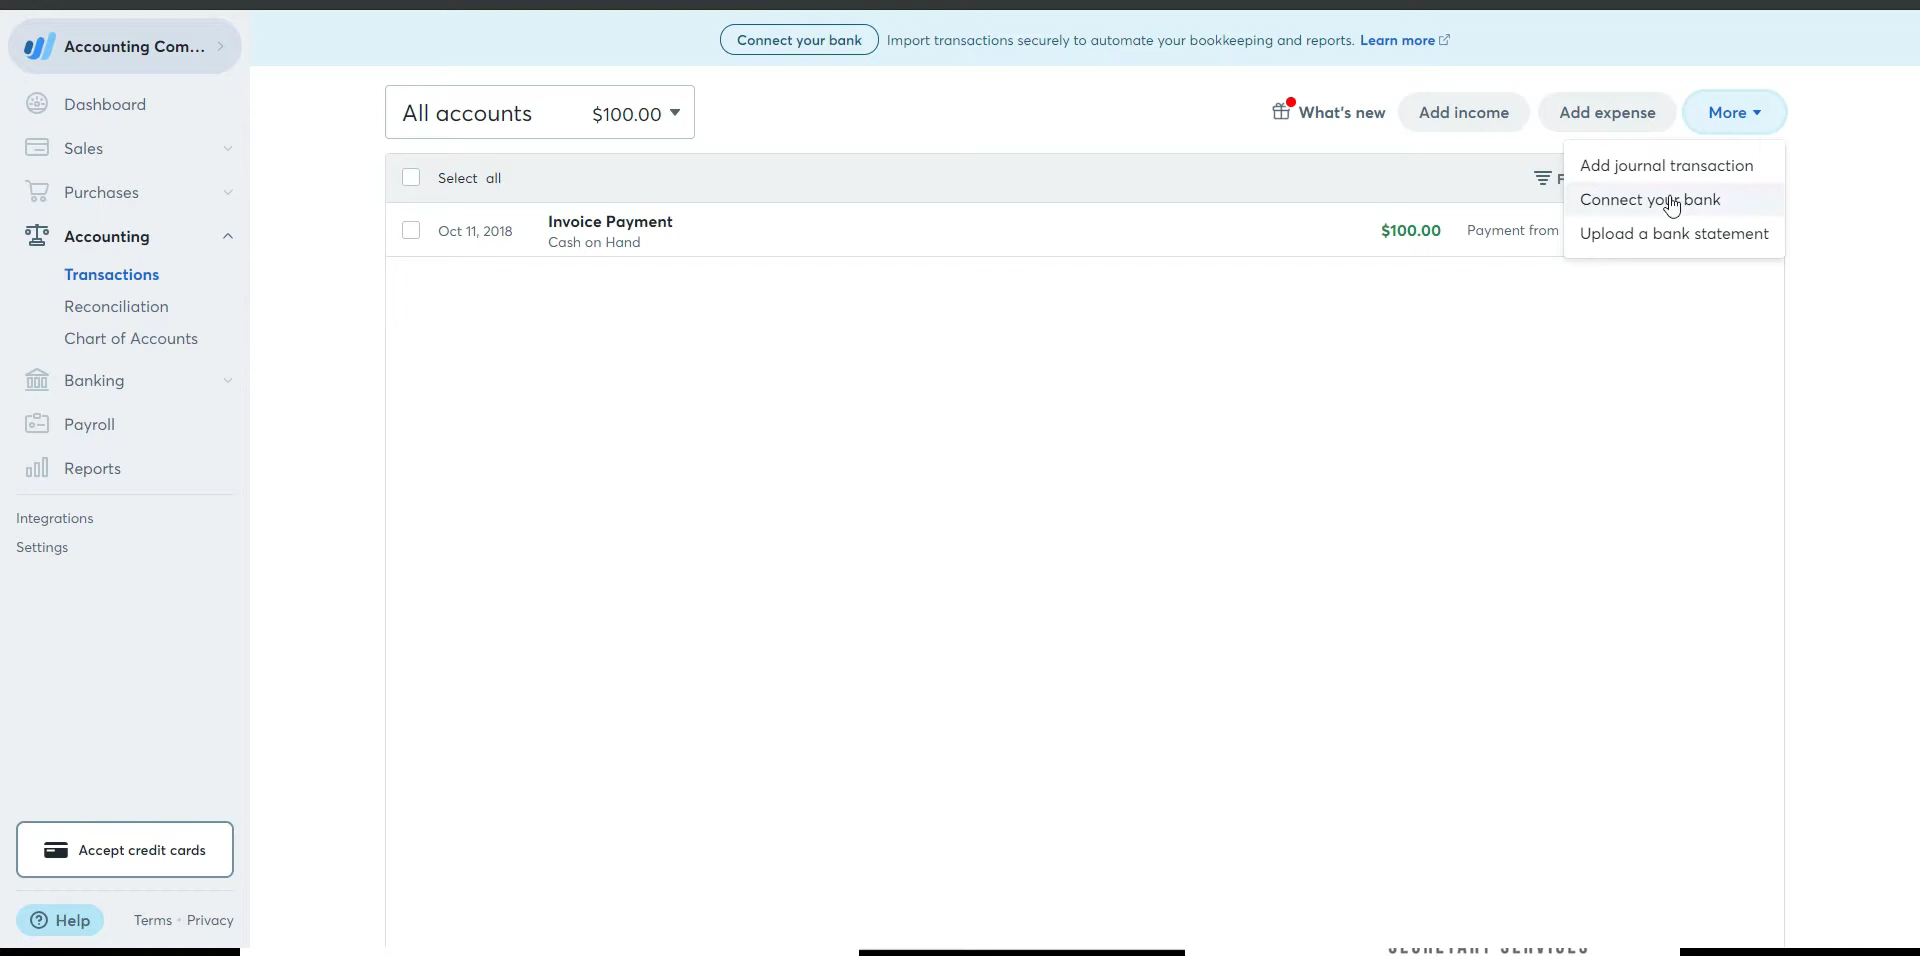 Accounting Com...
Connect your bank
Import transactions securely to automate your bookkeeping and reports. Learn more
Dashboard
Sales
Purchases
Accounting
Transactions
Reconciliation
Chart of Accounts
Banking
Payroll
Reports
Integrations
Settings
Accept credit cards
Help
Terms · Privacy
All accounts $100.00
What's new
Add income
Add expense
More
Add journal transaction
Connect your bank
Upload a bank statement
Select all
Oct 11, 2018
Invoice Payment
Cash on Hand
$100.00
Payment from